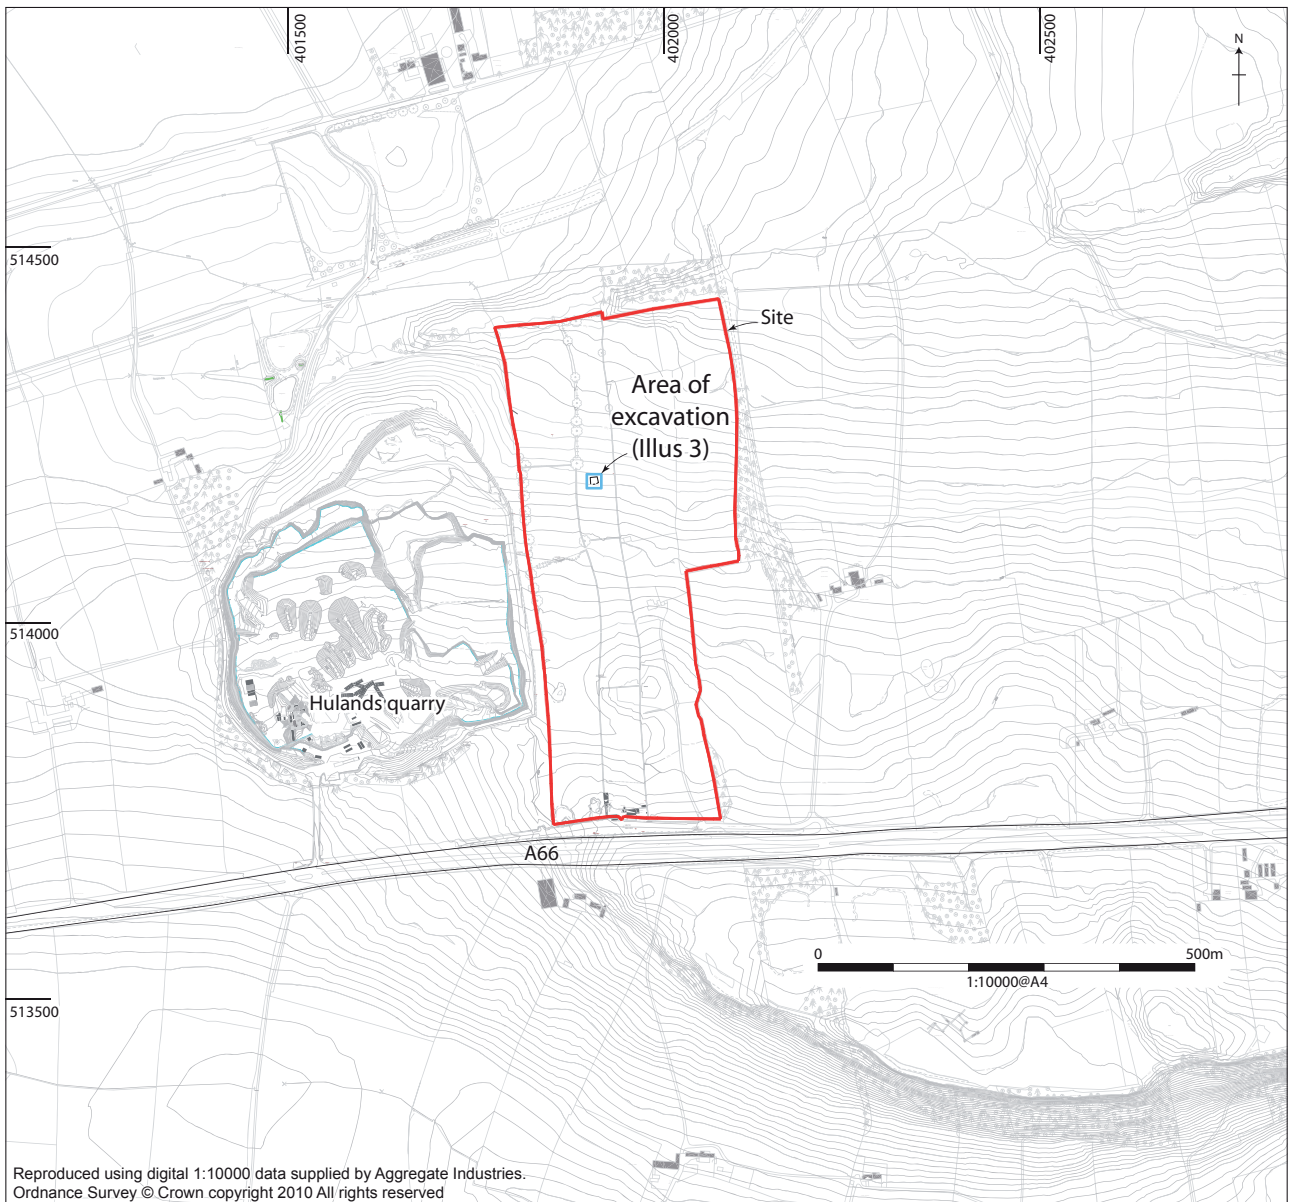 401500
402000
402500
N
514500
Site
Area of
excavation
(Illus 3)
514000
Hulands quarry
A66
0
500m
1:10000@A4
513500
Reproduced using digital 1:10000 data supplied by Aggregate Industries.
Ordnance Survey © Crown copyright 2010 All rights reserved